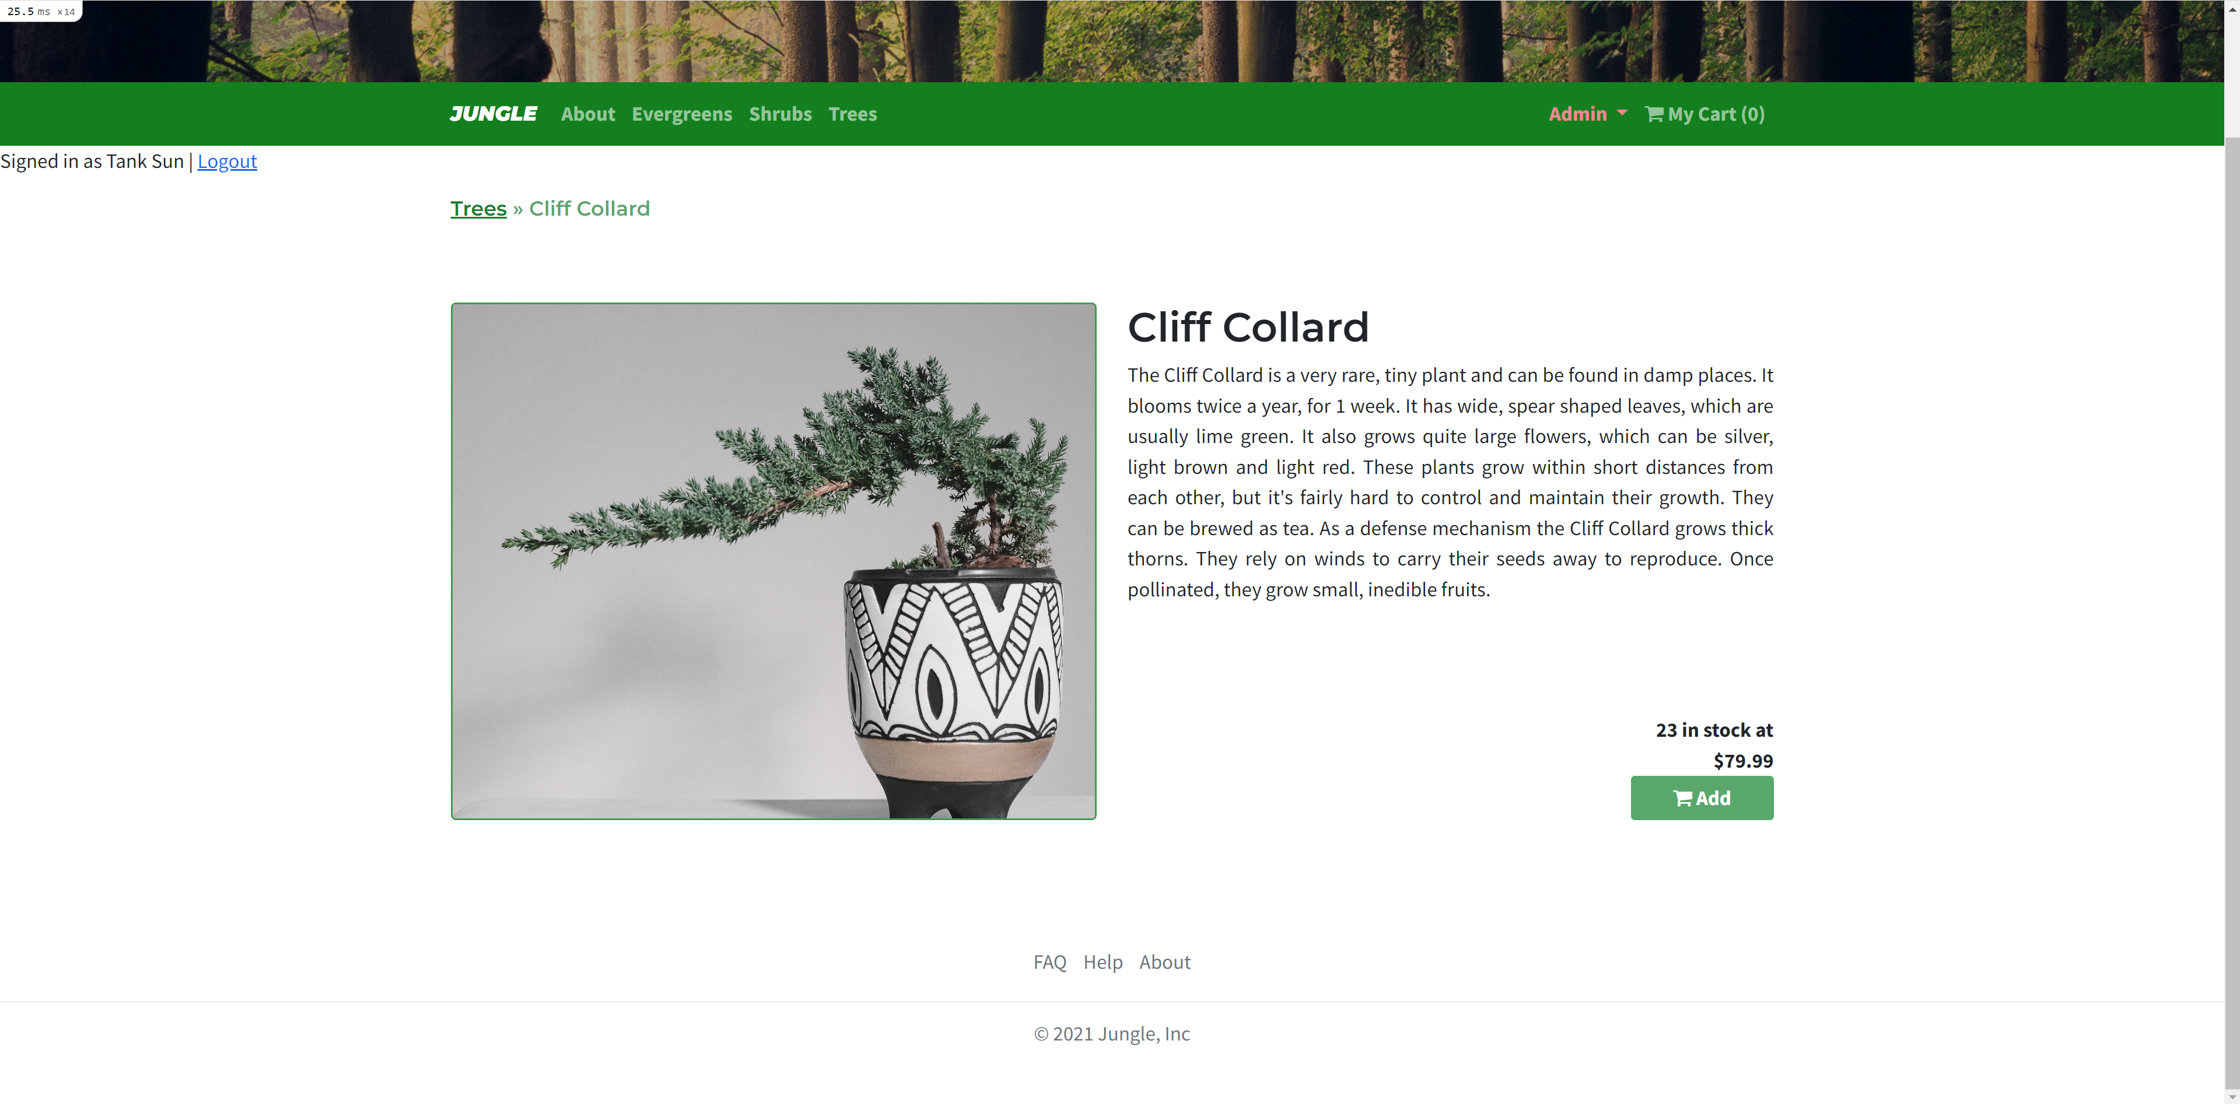 25.5 ms ×14
JUNGLE About Evergreens Shrubs Trees Admin My Cart (0)
Signed in as Tank Sun | Logout
Trees » Cliff Collard
Cliff Collard
The Cliff Collard is a very rare, tiny plant and can be found in damp places. It
blooms twice a year, for 1 week. It has wide, spear shaped leaves, which are
usually lime green. It also grows quite large flowers, which can be silver,
light brown and light red. These plants grow within short distances from
each other, but it's fairly hard to control and maintain their growth. They
can be brewed as tea. As a defense mechanism the Cliff Collard grows thick
thorns. They rely on winds to carry their seeds away to reproduce. Once
pollinated, they grow small, inedible fruits.
23 in stock at
$79.99
Add
FAQ Help About
© 2021 Jungle, Inc